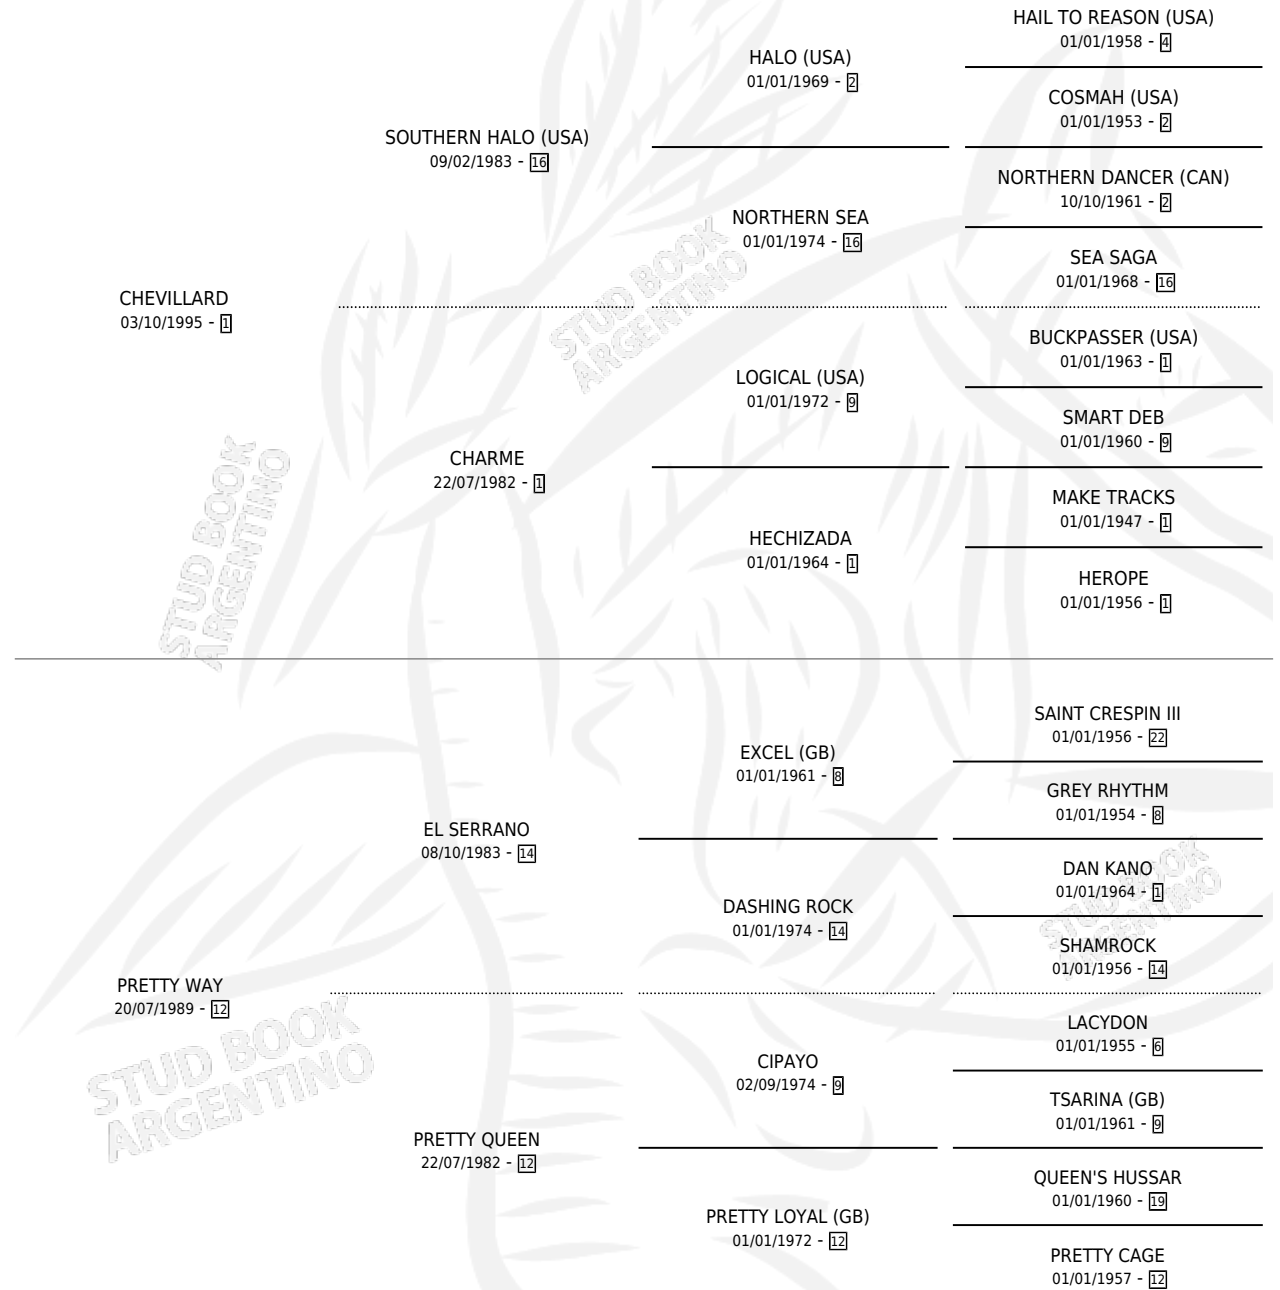 HAIL TO REASON (USA)
01/01/1958 - 4
HALO (USA)
01/01/1969 - 2
COSMAH (USA)
01/01/1953 - 2
SOUTHERN HALO (USA)
09/02/1983 - 16
NORTHERN DANCER (CAN)
10/10/1961 - 2
NORTHERN SEA
01/01/1974 - 16
SEA SAGA
01/01/1968 - 16
CHEVILLARD
03/10/1995 - 1
STUD BOOK
ARGENTINO
BUCKPASSER (USA)
01/01/1963 - 1
LOGICAL (USA)
01/01/1972 - 9
SMART DEB
01/01/1960 - 9
CHARME
22/07/1982 - 1
MAKE TRACKS
01/01/1947 - 1
HECHIZADA
01/01/1964 - 1
HEROPE
01/01/1956 - 1
STUD BOOK
ARGENTINO
SAINT CRESPIN III
01/01/1956 - 22
EXCEL (GB)
01/01/1961 - 8
GREY RHYTHM
01/01/1954 - 8
EL SERRANO
08/10/1983 - 14
DAN KANO
01/01/1964 - 1
DASHING ROCK
01/01/1974 - 14
STUD BOOK
ARGENTINO
SHAMROCK
01/01/1956 - 14
PRETTY WAY
20/07/1989 - 12
STUD BOOK
ARGENTINO
LACYDON
01/01/1955 - 6
CIPAYO
02/09/1974 - 9
TSARINA (GB)
01/01/1961 - 9
PRETTY QUEEN
22/07/1982 - 12
QUEEN'S HUSSAR
01/01/1960 - 19
PRETTY LOYAL (GB)
01/01/1972 - 12
PRETTY CAGE
01/01/1957 - 12